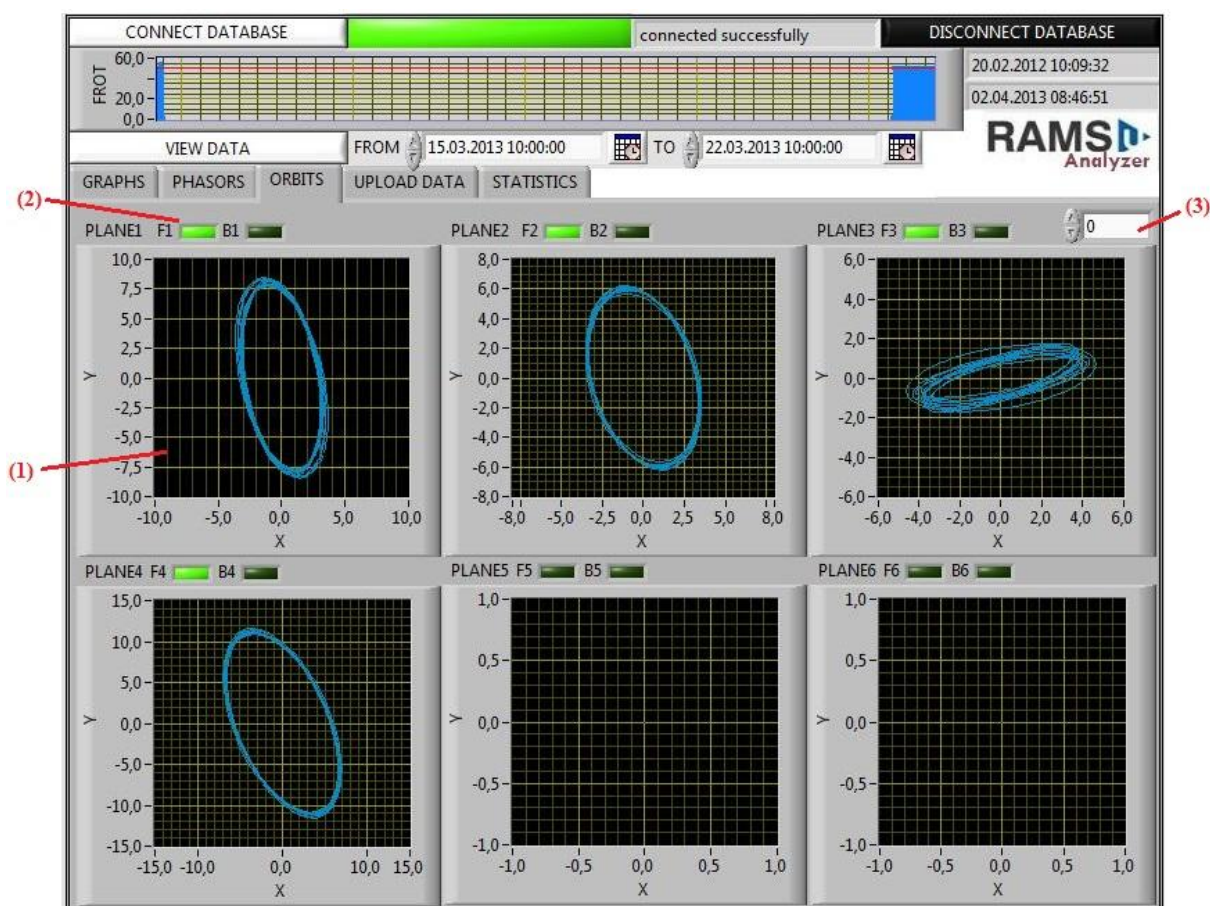 CONNECT DATABASE connected successfully DISCONNECT DATABASE
FROT 60,0 20,0 0,0 20.02.2012 10:09:32
02.04.2013 08:46:51
RAMS
Analyzer
VIEW DATA FROM 15.03.2013 10:00:00 TO 22.03.2013 10:00:00
GRAPHS PHASORS ORBITS UPLOAD DATA STATISTICS
(2) (3)
PLANE1 F1 B1 PLANE2 F2 B2 PLANE3 F3 B3 0
10,0 7,5 5,0 2,5 0,0 -2,5 -5,0 -7,5 -10,0
Y
-10,0 -5,0 0,0 5,0 10,0
X
8,0 6,0 4,0 2,0 0,0 -2,0 -4,0 -6,0 -8,0
Y
-8,0 -5,0 -2,5 0,0 2,5 5,0 8,0
X
6,0 4,0 2,0 0,0 -2,0 -4,0 -6,0
Y
-6,0 -4,0 -2,0 0,0 2,0 4,0 6,0
X
(1)
PLANE4 F4 B4 PLANE5 F5 B5 PLANE6 F6 B6
15,0 10,0 5,0 0,0 -5,0 -10,0 -15,0
Y
-15,0 -10,0 0,0 10,0 15,0
X
1,0 0,5 0,0 -0,5 -1,0
Y
-1,0 -0,5 0,0 0,5 1,0
X
1,0 0,5 0,0 -0,5 -1,0
Y
-1,0 -0,5 0,0 0,5 1,0
X